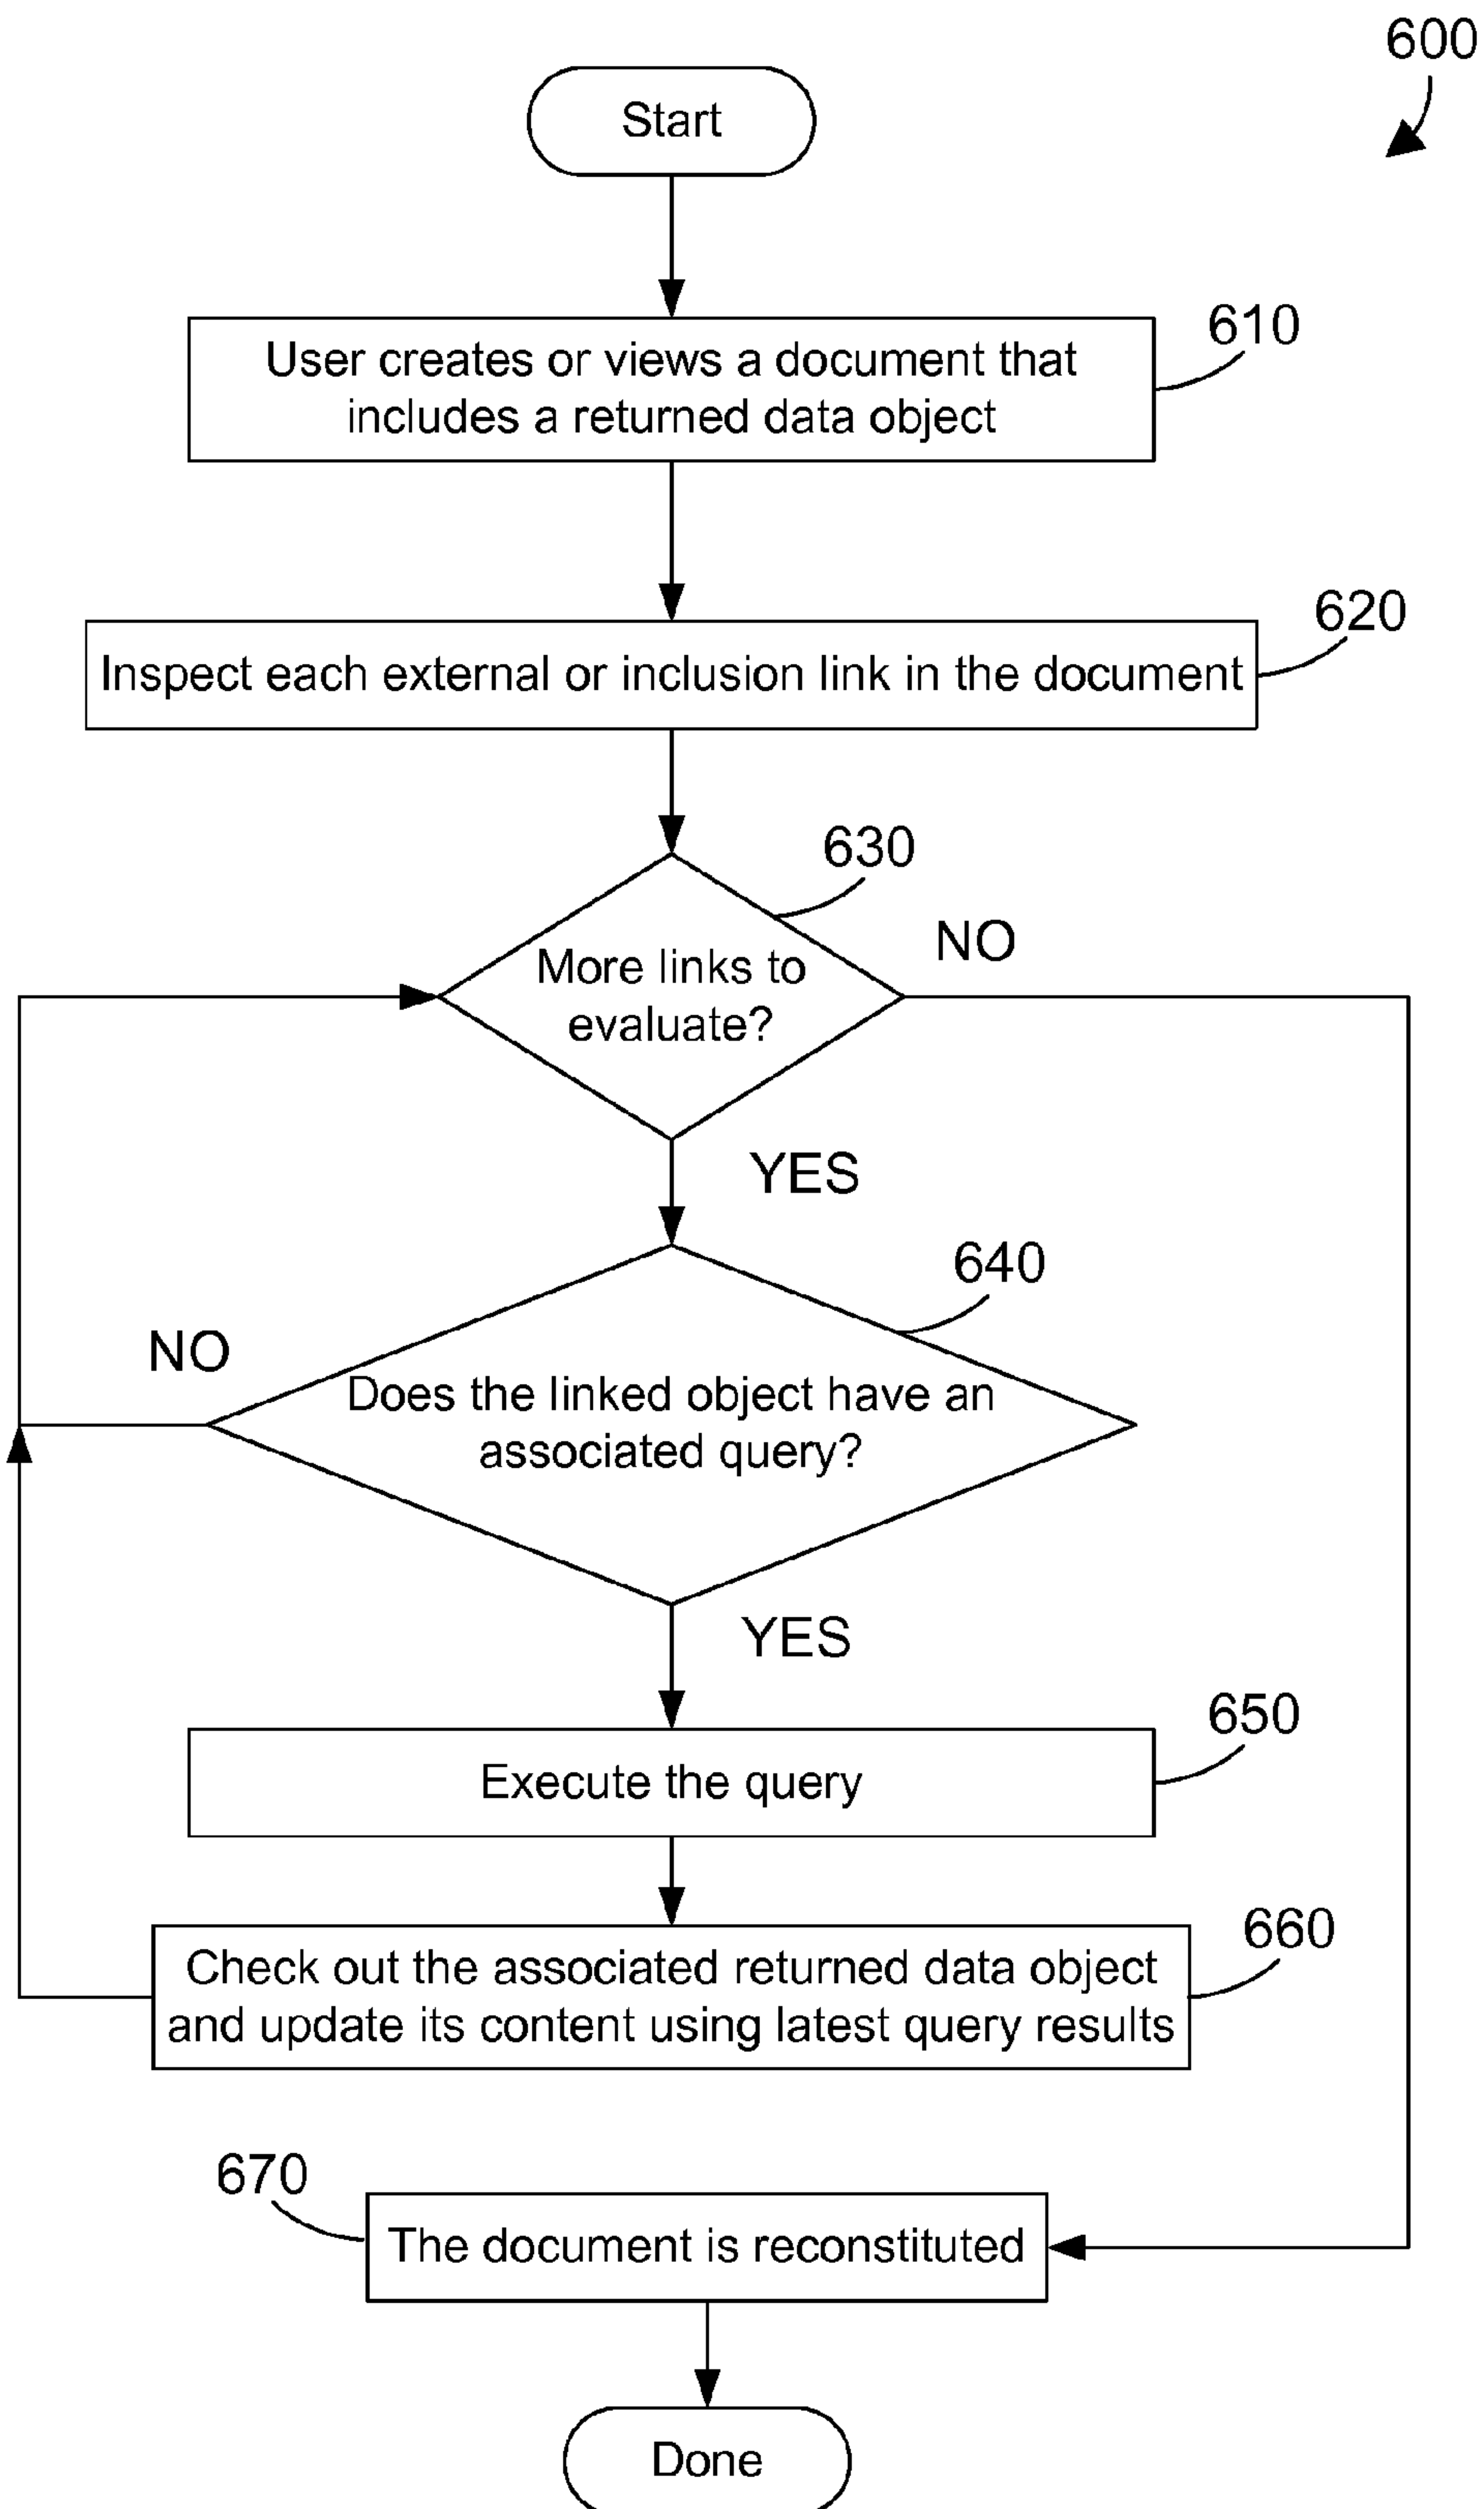 600
Start
User creates or views a document that
includes a returned data object
610
Inspect each external or inclusion link in the document
620
630
More links to
evaluate?
NO
YES
640
NO
Does the linked object have an
associated query?
YES
650
Execute the query
660
Check out the associated returned data object
and update its content using latest query results
670
The document is reconstituted
Done